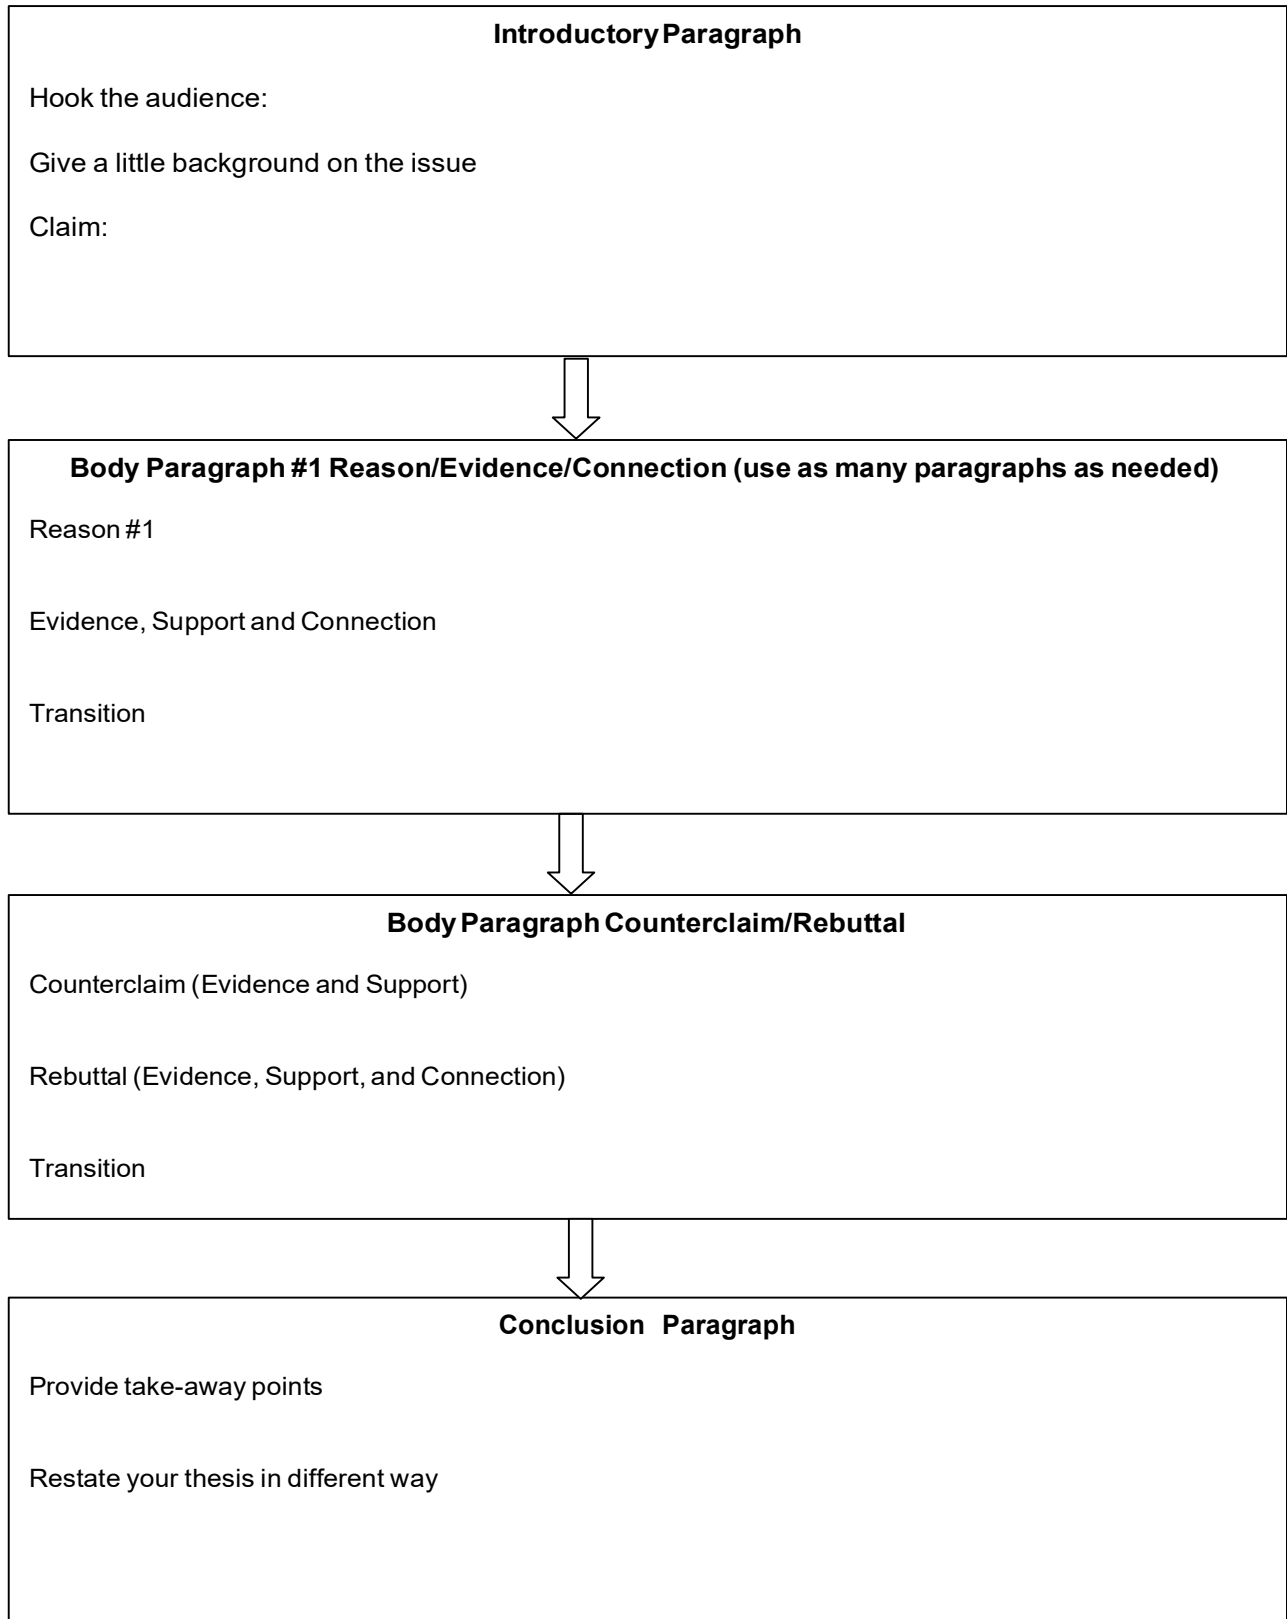 Introductory Paragraph
Hook the audience:
Give a little background on the issue
Claim:
Body Paragraph #1 Reason/Evidence/Connection (use as many paragraphs as needed)
Reason #1
Evidence, Support and Connection
Transition
Body Paragraph Counterclaim/Rebuttal
Counterclaim (Evidence and Support)
Rebuttal (Evidence, Support, and Connection)
Transition
Conclusion Paragraph
Provide take-away points
Restate your thesis in different way